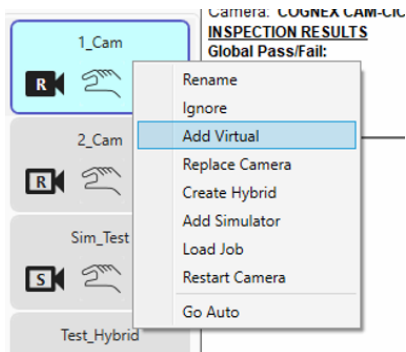 Camera: COGNEX CAM-CIC
INSPECTION RESULTS
Global Pass/Fail:
1_Cam
R
2_Cam
R
Sim_Test
S
Test_Hybrid
Rename
Ignore
Add Virtual
Replace Camera
Create Hybrid
Add Simulator
Load Job
Restart Camera
Go Auto